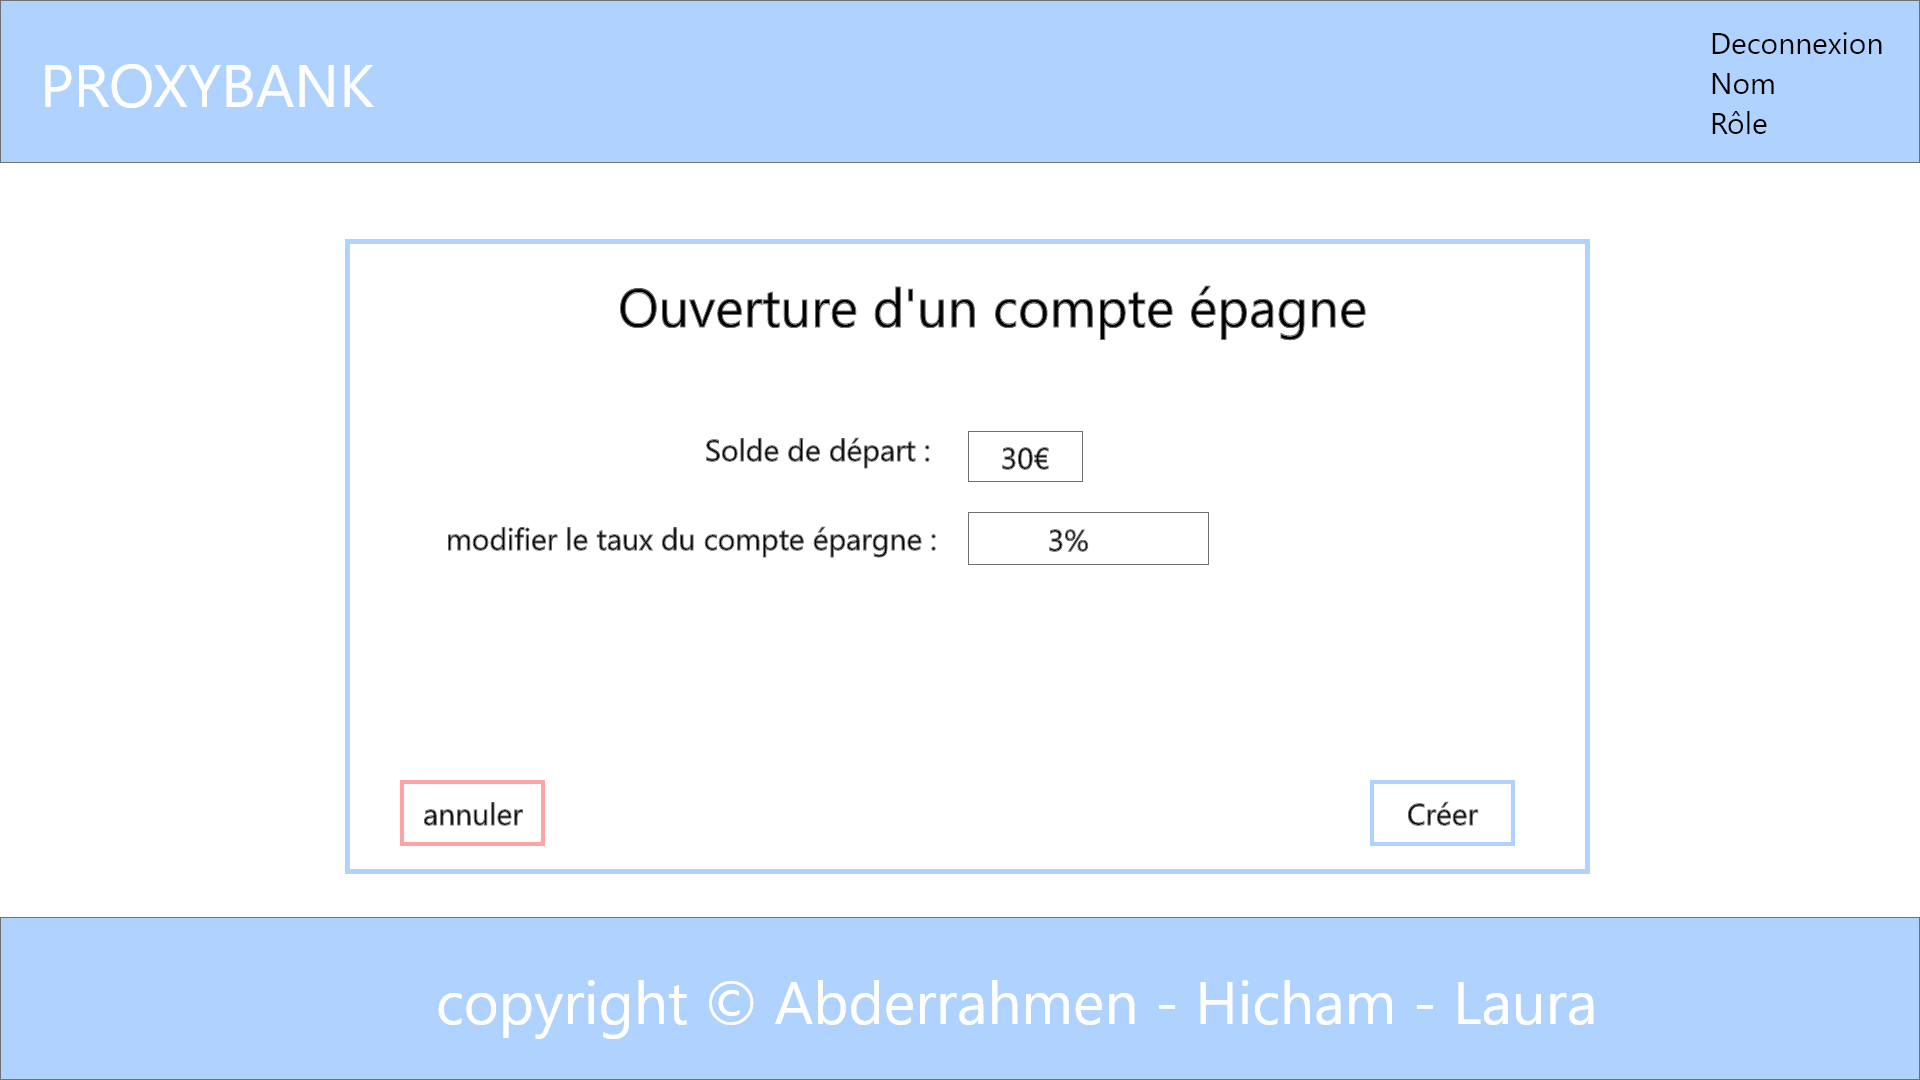 PROXYBANK
Deconnexion
Nom
Rôle
Ouverture d'un compte épagne
Solde de départ : 30€
modifier le taux du compte épargne : 3%
annuler
Créer
copyright © Abderrahmen - Hicham - Laura